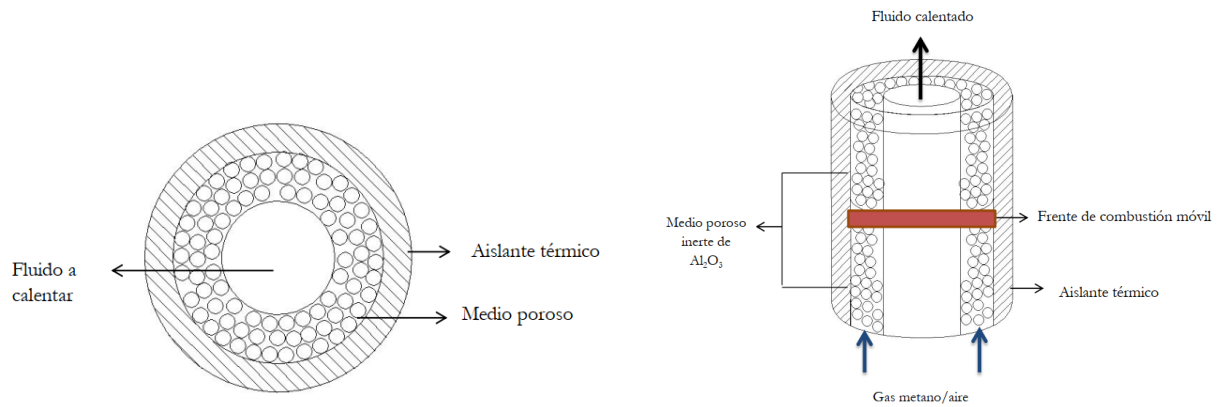 Fluido a
calentar
Aislante térmico
Medio poroso
Fluido calentado
Medio poroso
inerte de
Al₂O₃
Frente de combustión móvil
Aislante térmico
Gas metano/aire